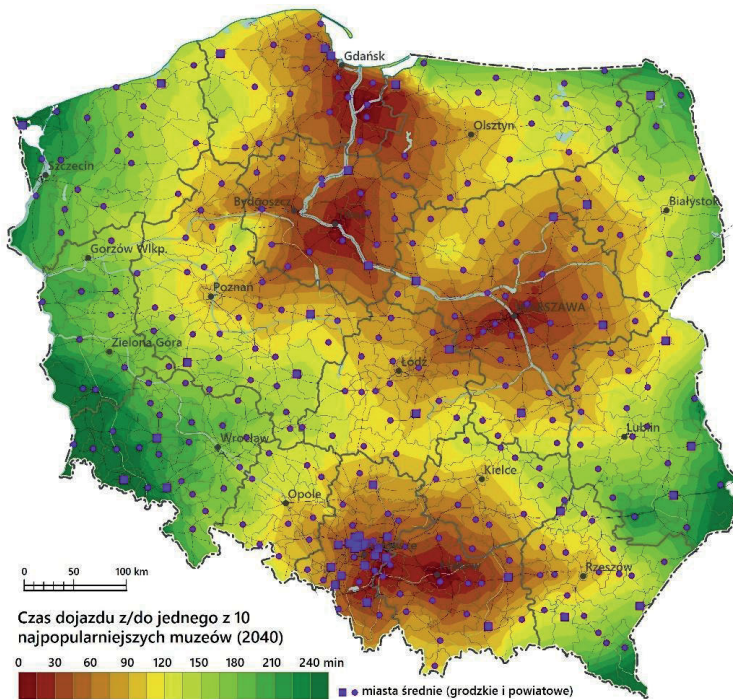 Gdańsk
Olsztyn
Szczecin
Bydgoszcz
Białystok
Gorzów Wlkp.
Poznań
WARSZAWA
Zielona Góra
Łódź
Lublin
Wrocław
Kielce
Opole
Rzeszów
0 50 100 km
Czas dojazdu z/do jednego z 10
najpopularniejszych muzeów (2040)
0 30 60 90 120 150 180 210 240 min
miasta średnie (grodzkie i powiatowe)